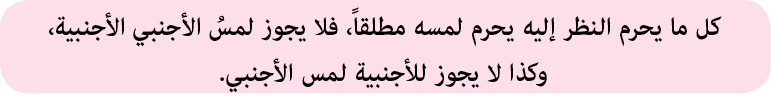 كل ما يحرم النظر إليه يحرم لمسه مطلقاً، فلا يجوز لمسُ الأجنبي الأجنبية،
وكذا لا يجوز للأجنبية لمس الأجنبي.